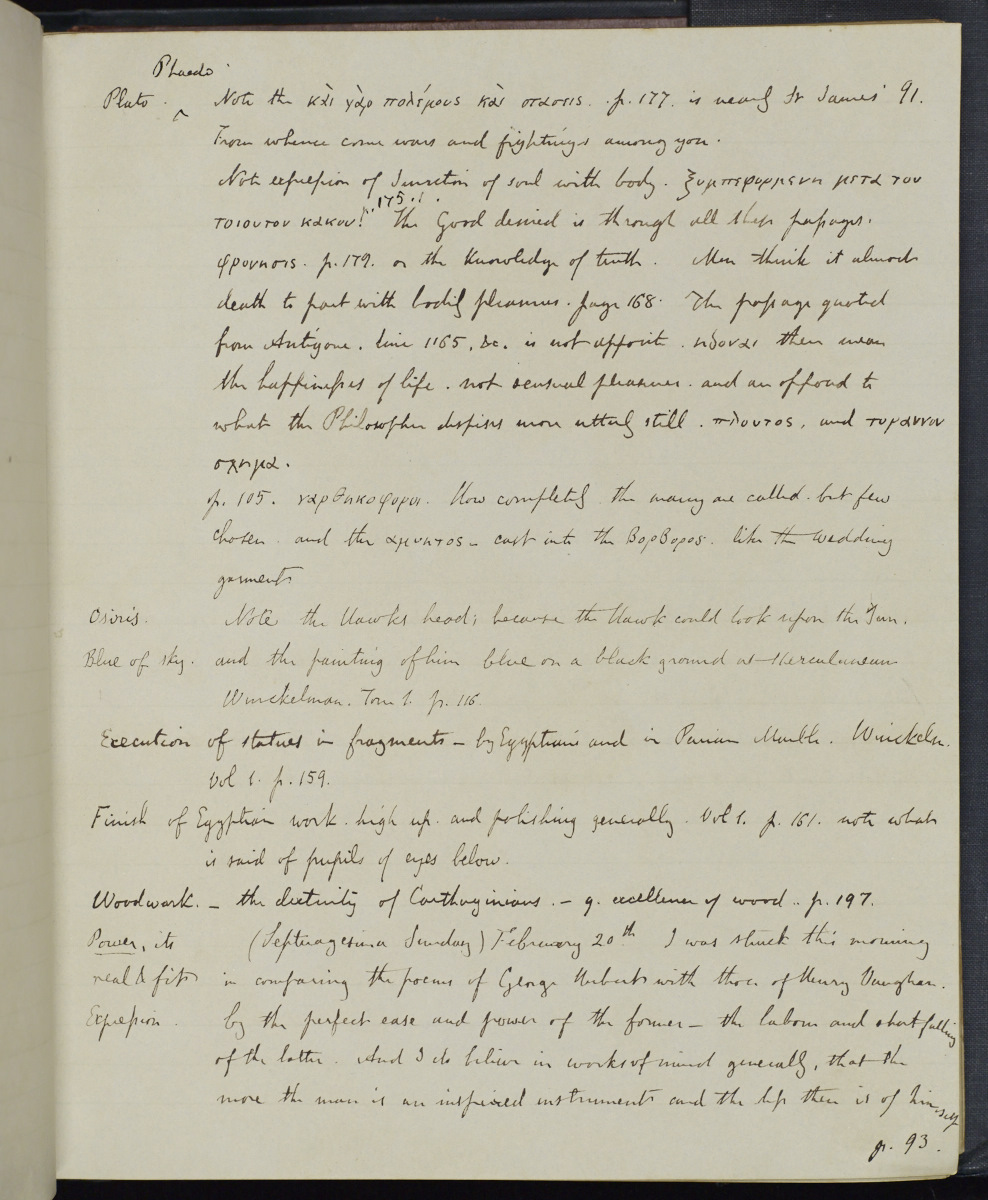 Phaedo
Plato. ^ Note the κὰι γὰρ πολέμους κὰι στασεις. p. 177. is nearly St James' 91.
From whence come wars and fightings among you.
Note expression of Junction of soul with body. ξυμπεφυρμενη μετα του
p. 175.
τοιουτου κακου! The Good desired is through all these passages.
φρονησις. p. 179. or the Knowledge of truth. Men think it almost
death to part with bodily pleasures. page 168. The passage quoted
from Antigone. line 1165, &c. is not apposite. ηδοναι there mean
the happinesses of life. not sensual pleasures. and are opposed to
what the Philosopher despises more utterly still. πλουτος, and τυραννον
σχημα.
p. 105. ναρθηκοφοροι. How completely the many are called. but few
chosen. and the αμυητος - cast into the Βορβορος. like the wedding
garment
Osiris. Note the Hawks head; because the Hawk could look upon the Sun.
Blue of sky. and the painting of him blue on a black ground at Herculaneum
Winckelman. Tom 1. p. 116.
Execution of statues in fragments - by Egyptians and in Parian Marble. Winckelm.
Vol 1. p. 159.
Finish of Egyptian work. high up. and polishing generally. Vol 1. p. 161. note what
is said of pupils of eyes below.
Woodwork. - the dexterity of Carthaginians. - q. excellence of wood.. p. 197.
Power, its (Septuagesima Sunday) February 20th I was struck this morning
real & fit in comparing the poems of George Herbert with those of Henry Vaughan.
Expression. by the perfect ease and power of the former - the labour and short falling
of the latter. And I do believe in works of mind generally, that the
more the man is an inspired instrument and the less there is of himself
p. 93.